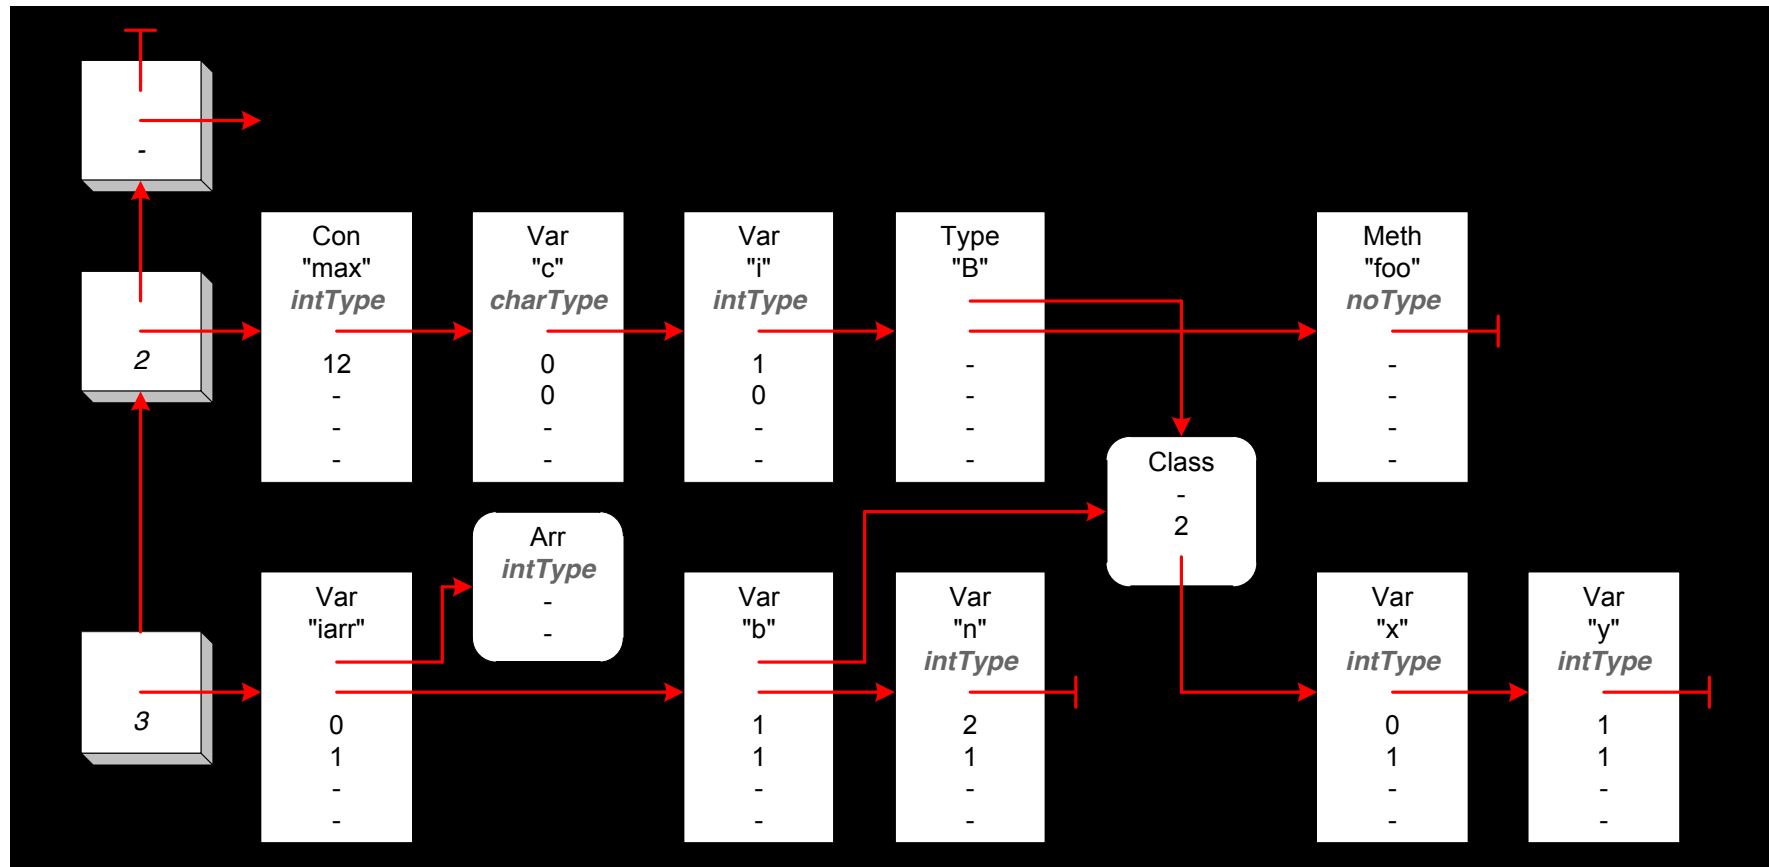 -
2
Con
"max"
intType
12
-
-
-
Var
"c"
charType
0
0
-
-
Var
"i"
intType
1
0
-
-
Type
"B"
-
-
-
-
Meth
"foo"
noType
-
-
-
-
Class
-
2
3
Var
"iarr"
0
1
-
-
Arr
intType
-
-
Var
"b"
1
1
-
-
Var
"n"
intType
2
1
-
-
Var
"x"
intType
0
1
-
-
Var
"y"
intType
1
1
-
-